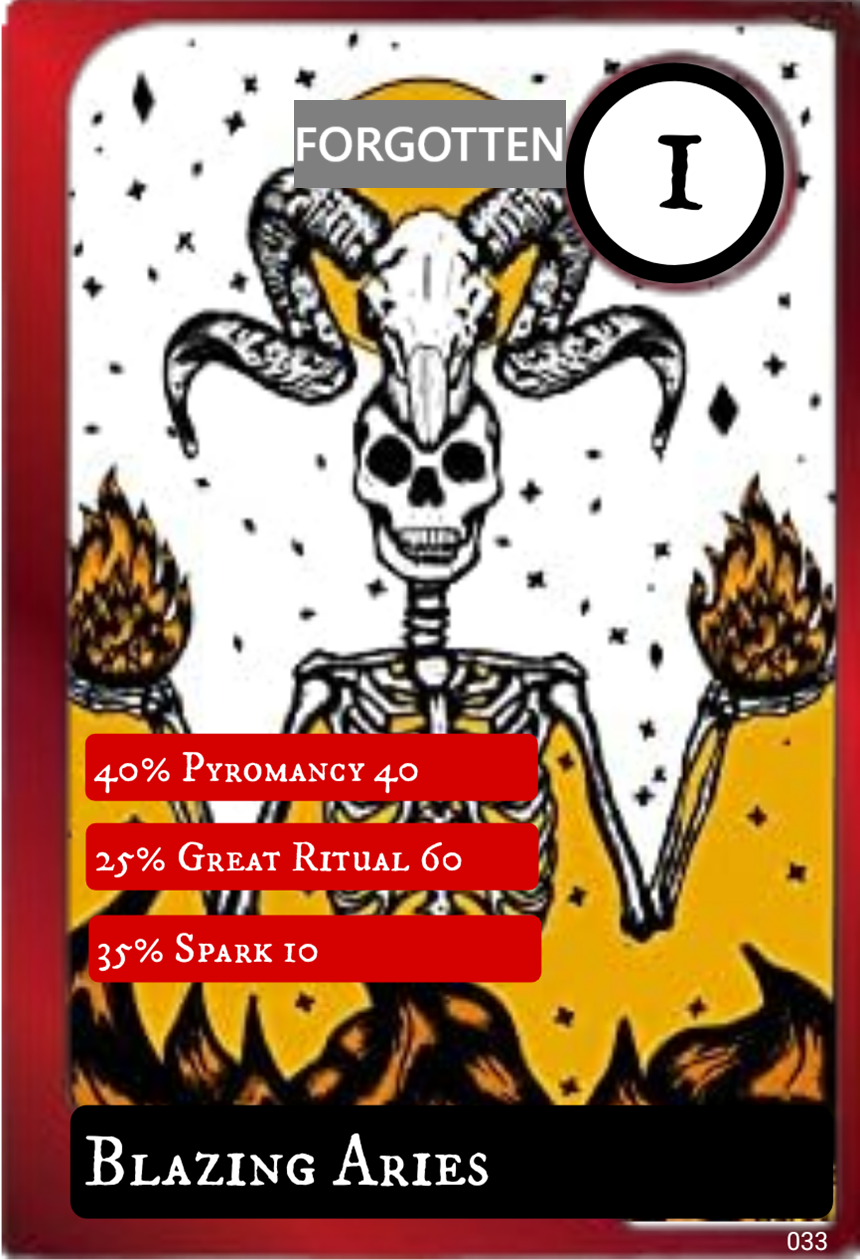 FORGOTTEN
I
40% Pyromancy 40
25% Great Ritual 60
35% Spark 10
Blazing Aries
033